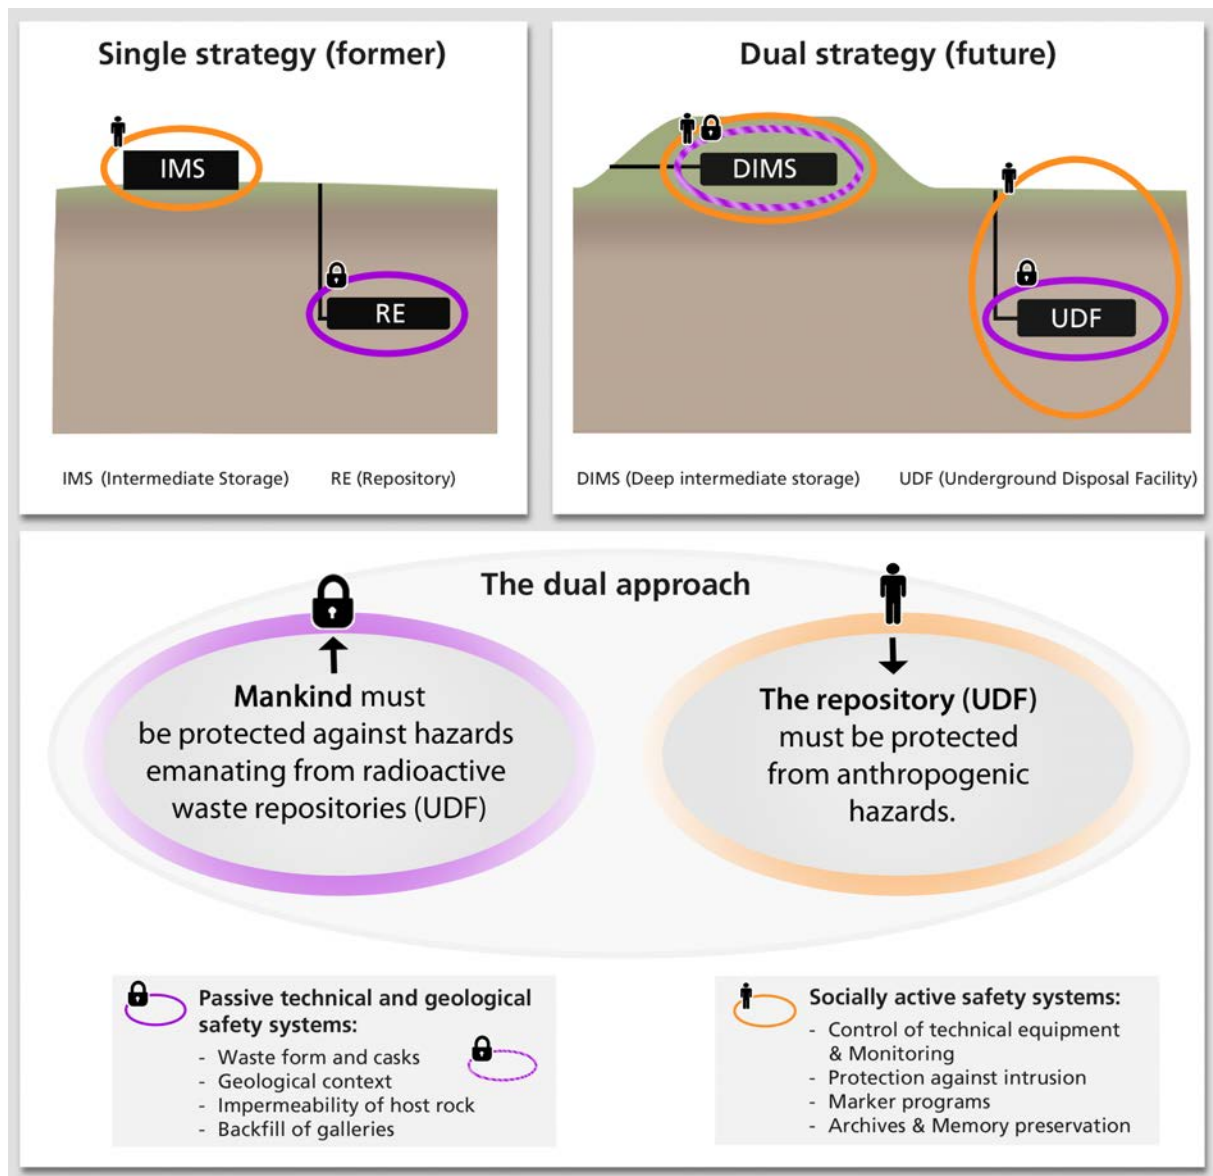 Single strategy (former)
IMS
RE
IMS (Intermediate Storage)
RE (Repository)
Dual strategy (future)
DIMS
UDF
DIMS (Deep intermediate storage)
UDF (Underground Disposal Facility)
The dual approach
Mankind must
be protected against hazards
emanating from radioactive
waste repositories (UDF)
The repository (UDF)
must be protected
from anthropogenic
hazards.
Passive technical and geological
safety systems:
- Waste form and casks
- Geological context
- Impermeability of host rock
- Backfill of galleries
Socially active safety systems:
- Control of technical equipment
& Monitoring
- Protection against intrusion
- Marker programs
- Archives & Memory preservation